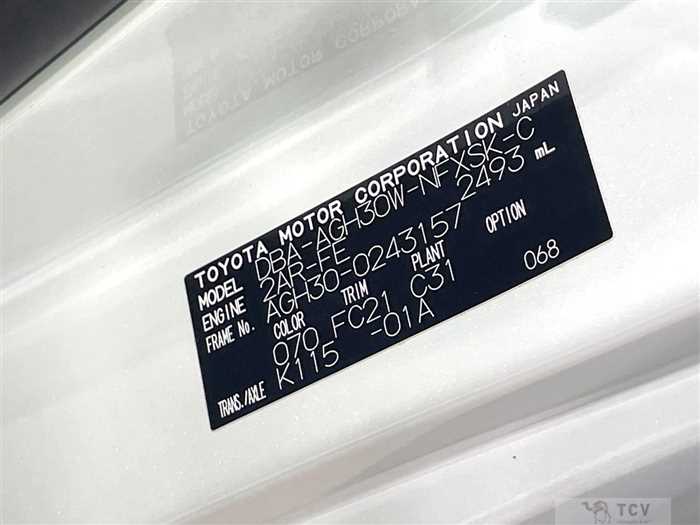 TOYOTA MOTOR CORPORATION JAPAN
MODEL DBA-AGH30W-NFXSK-C
ENGINE 2AR-FE 2493 mL
FRAME No. AGH30-0243157
COLOR TRIM PLANT OPTION
070 FC21 C31 068
TRANS./AXLE K115 -01A
TCV